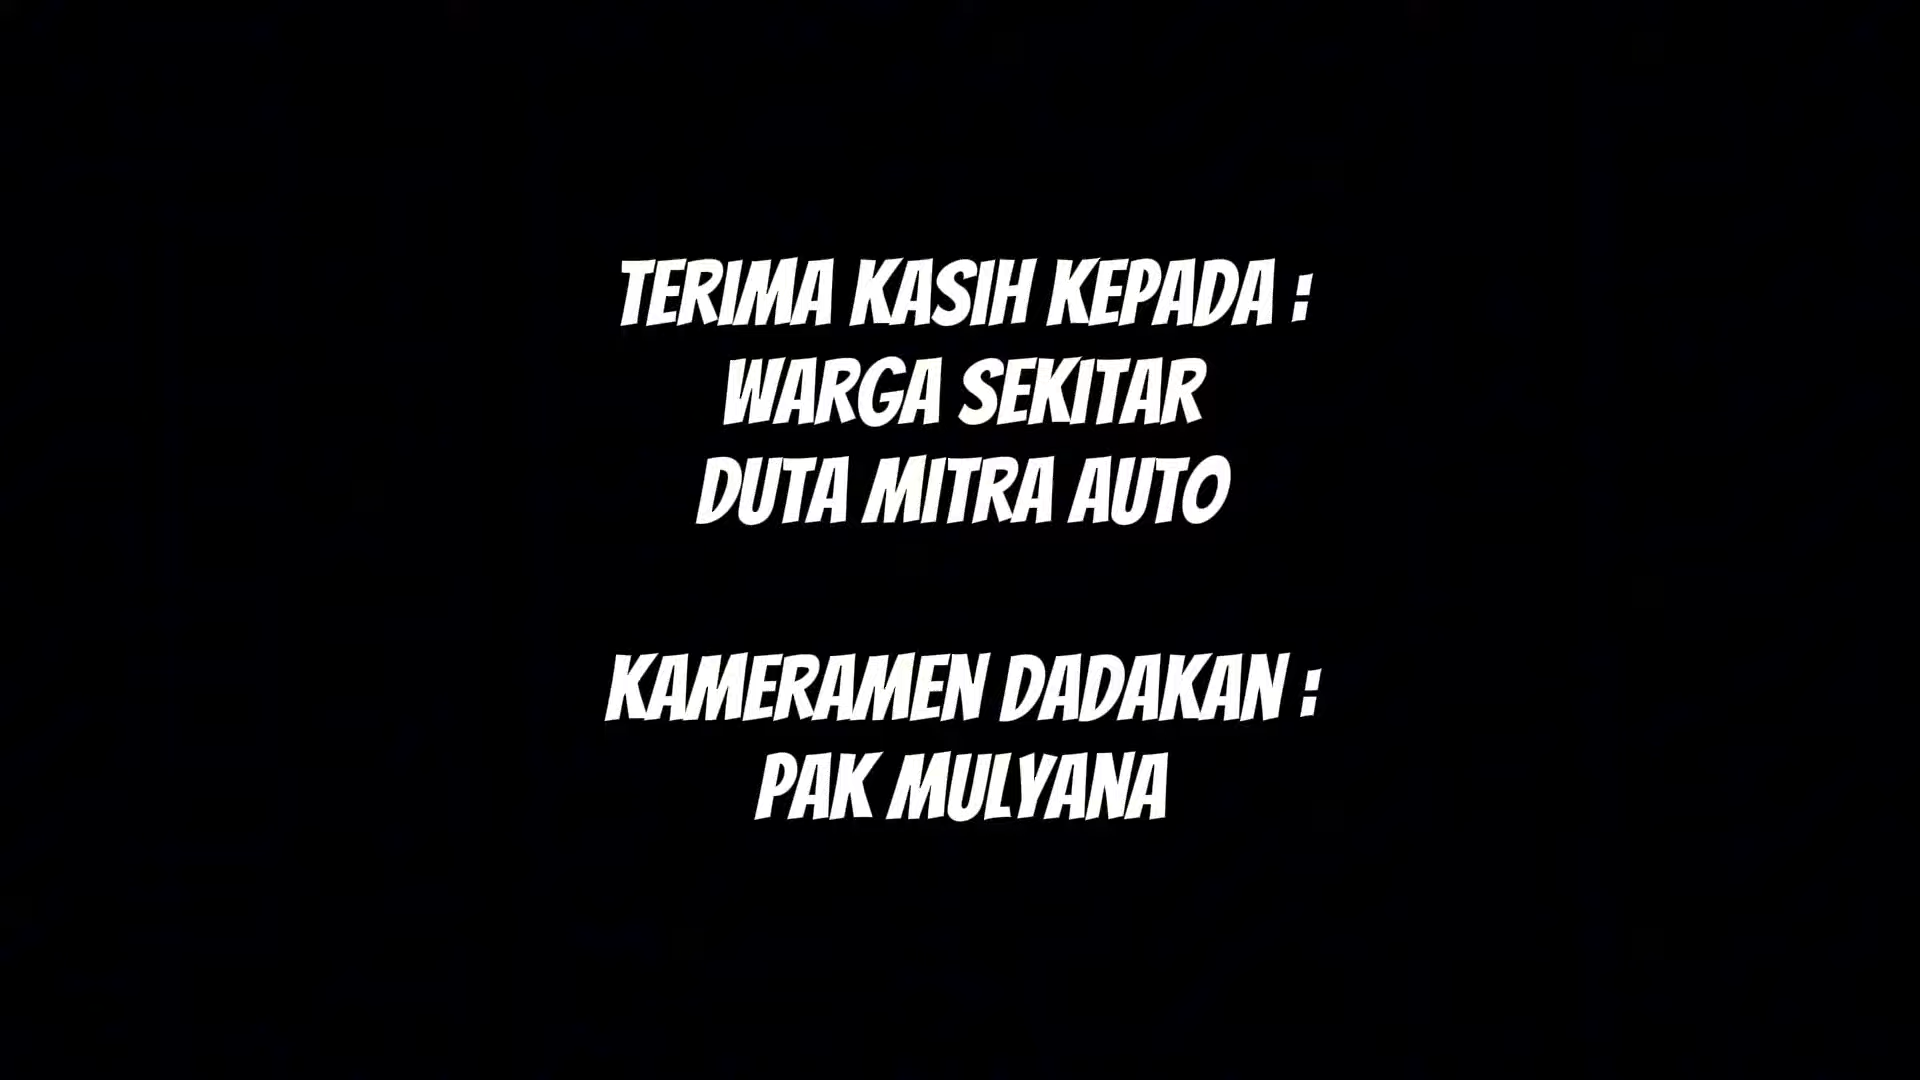 TERIMA KASIH KEPADA :
WARGA SEKITAR
DUTA MITRA AUTO
KAMERAMEN DADAKAN :
PAK MULYANA